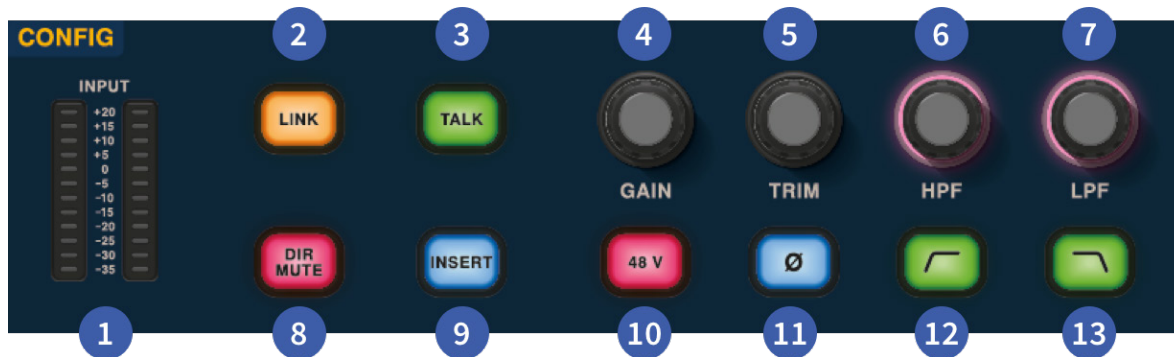 CONFIG
2
3
4
5
6
7
INPUT
+20
+15
+10
+5
0
-5
-10
-15
-20
-25
-30
-35
LINK
TALK
GAIN
TRIM
HPF
LPF
DIR
MUTE
INSERT
48 V
Ø
1
8
9
10
11
12
13